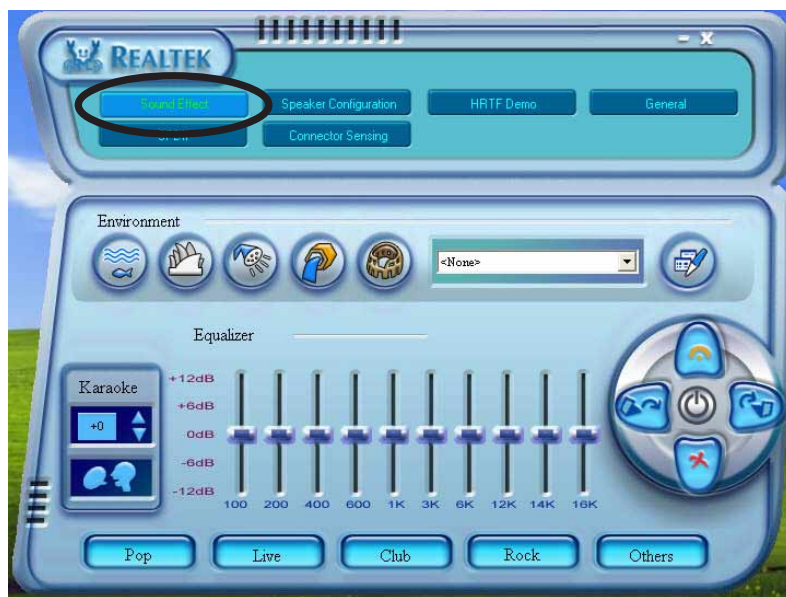 REALTEK
Sound Effect
Speaker Configuration
HRTF Demo
General
Connector Sensing
Environment
<None>
Equalizer
Karaoke
+0
+12dB
+6dB
0dB
-6dB
-12dB
100 200 400 600 1K 3K 6K 12K 14K 16K
Pop
Live
Club
Rock
Others